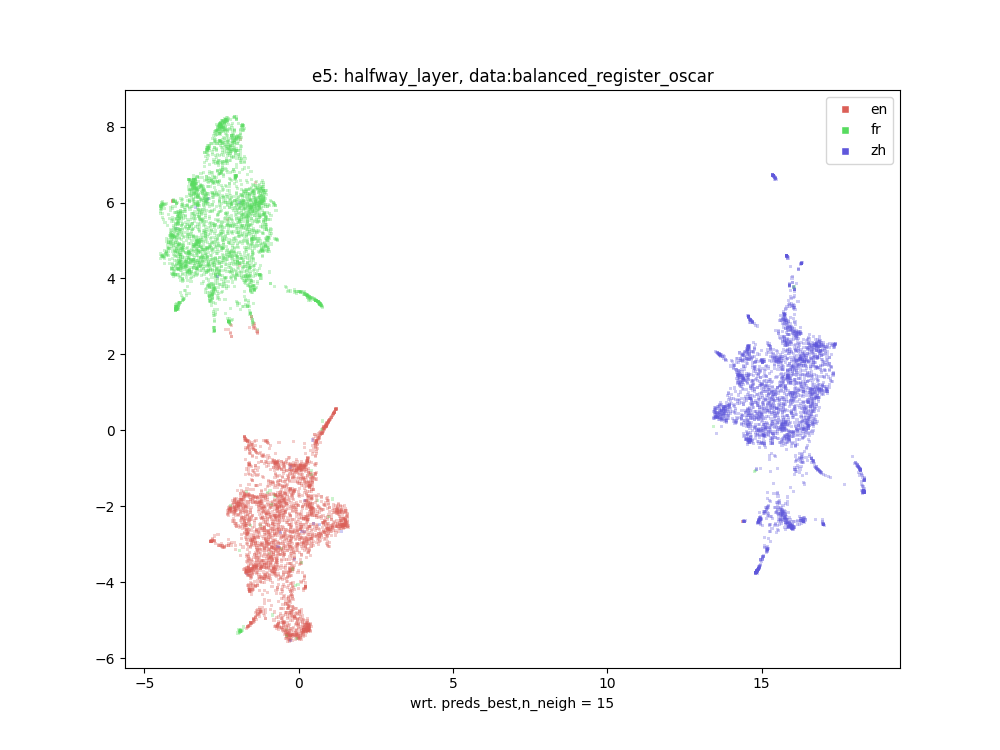 e5: halfway_layer, data:balanced_register_oscar
en
fr
zh
8
6
4
2
0
−2
−4
−6
−5
0
5
10
15
wrt. preds_best,n_neigh = 15